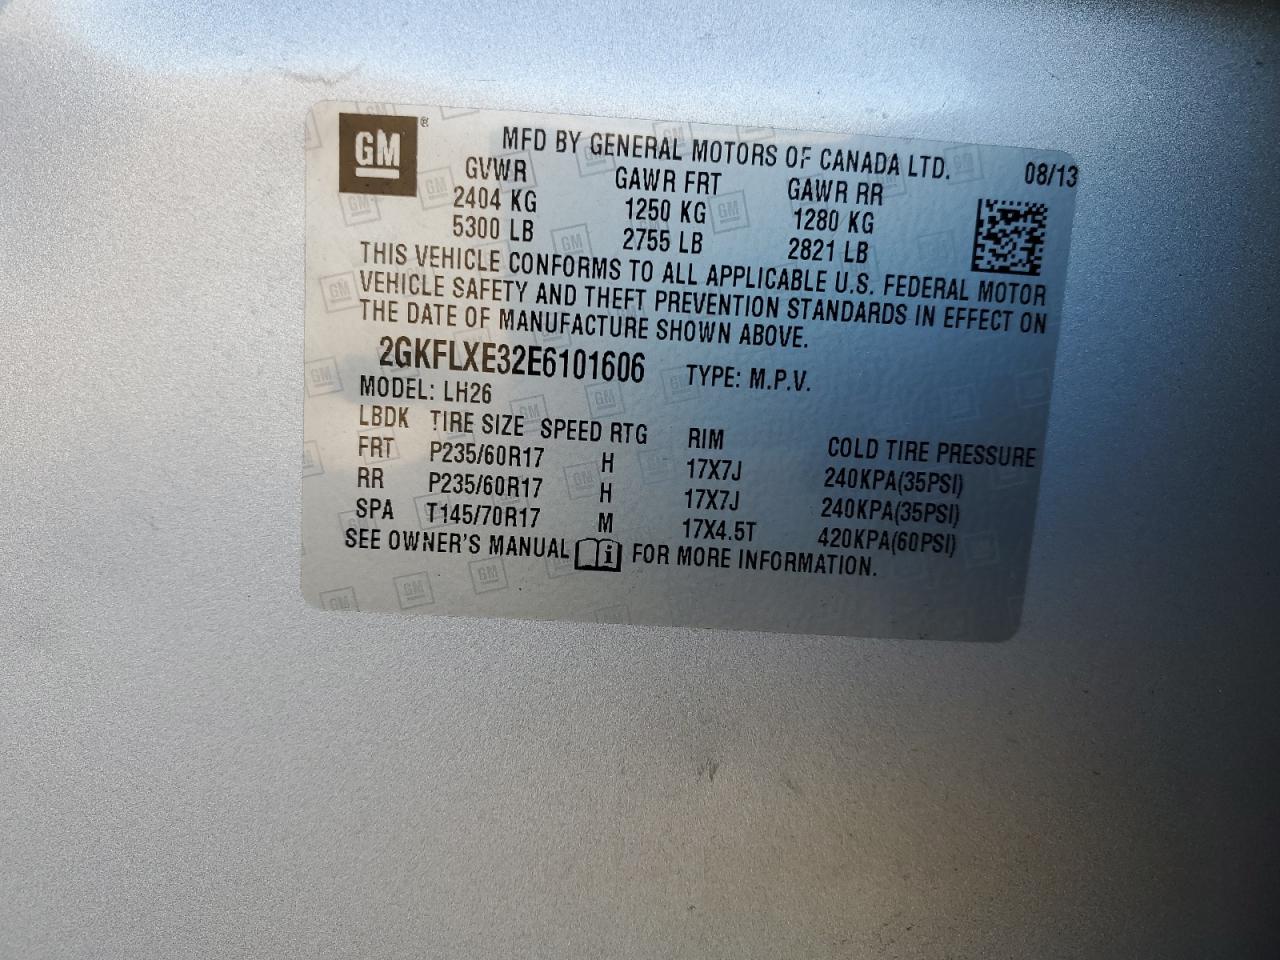 GM ®
MFD BY GENERAL MOTORS OF CANADA LTD. 08/13
GVWR GAWR FRT GAWR RR
2404 KG 1250 KG 1280 KG
5300 LB 2755 LB 2821 LB
THIS VEHICLE CONFORMS TO ALL APPLICABLE U.S. FEDERAL MOTOR
VEHICLE SAFETY AND THEFT PREVENTION STANDARDS IN EFFECT ON
THE DATE OF MANUFACTURE SHOWN ABOVE.
2GKFLXE32E6101606 TYPE: M.P.V.
MODEL: LH26
LBDK TIRE SIZE SPEED RTG RIM COLD TIRE PRESSURE
FRT P235/60R17 H 17X7J 240KPA(35PSI)
RR P235/60R17 H 17X7J 240KPA(35PSI)
SPA T145/70R17 M 17X4.5T 420KPA(60PSI)
SEE OWNER'S MANUAL i FOR MORE INFORMATION.